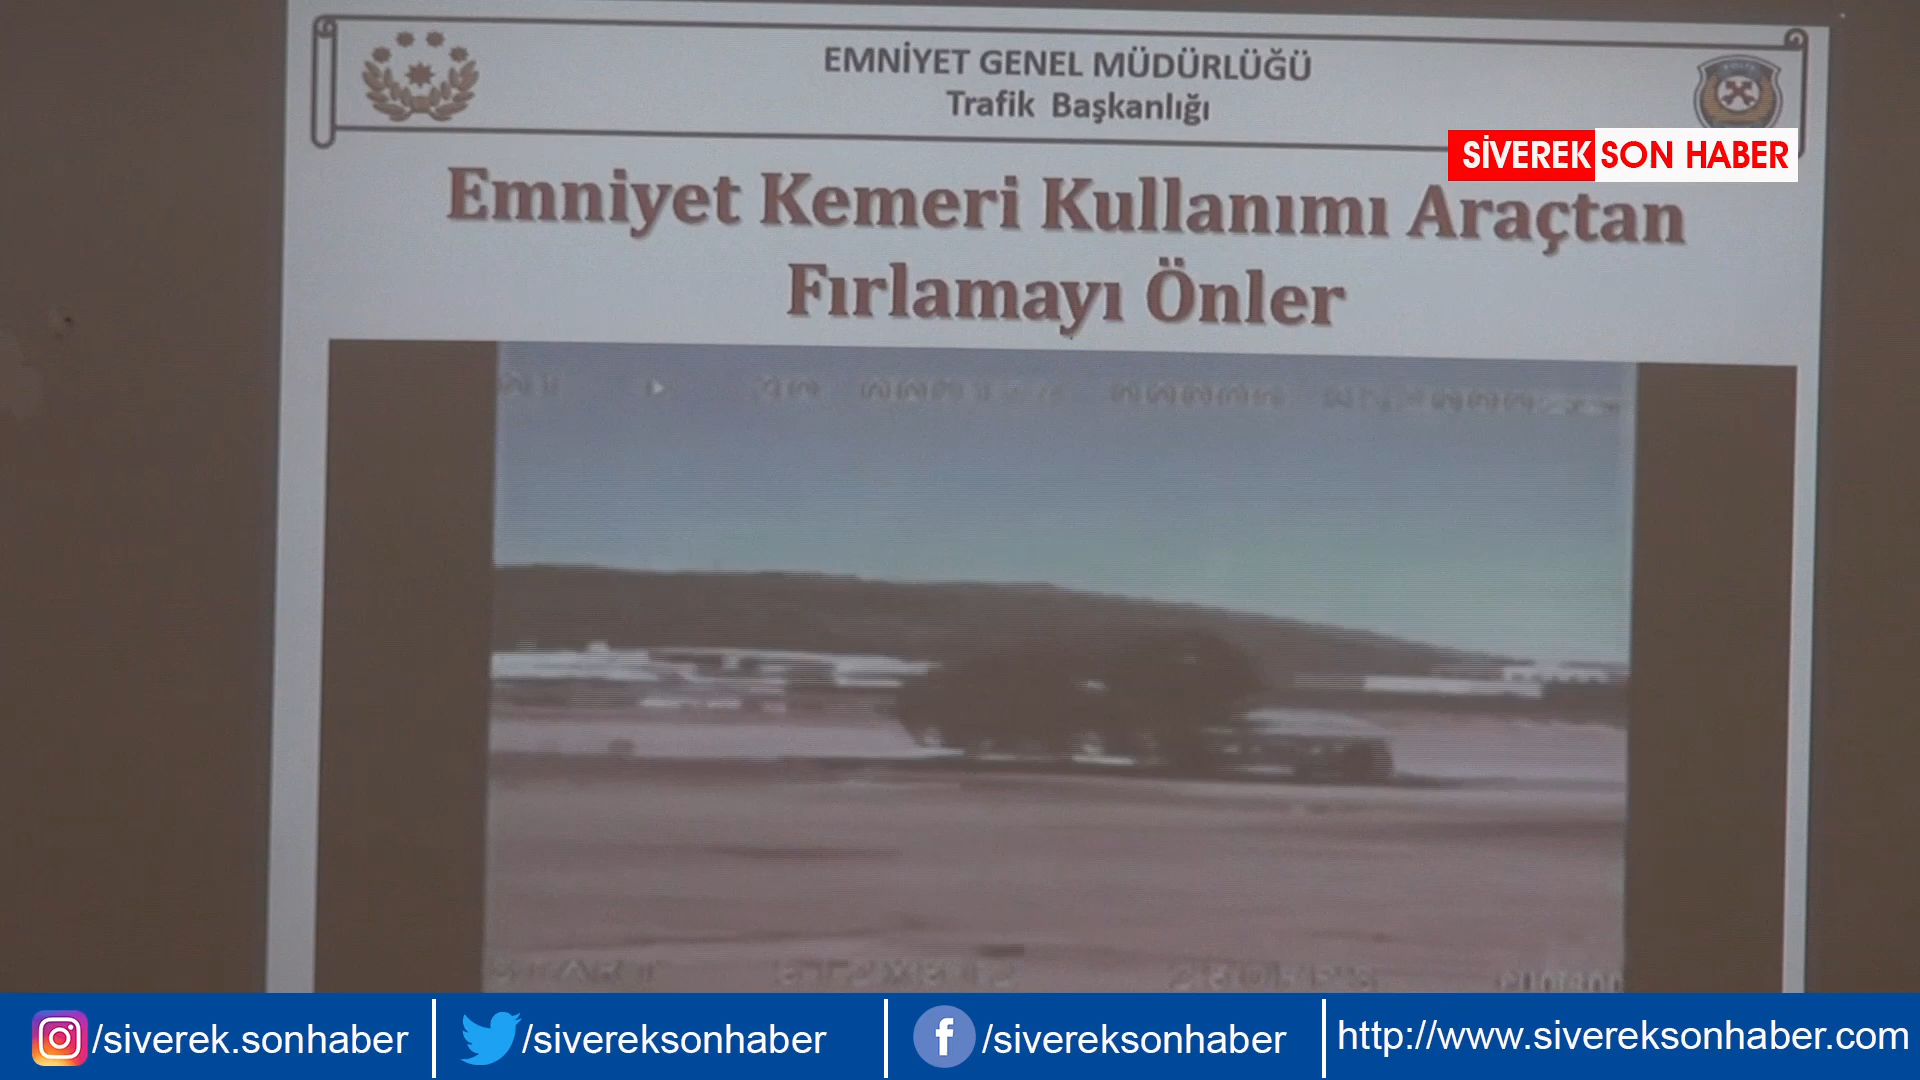 EMNİYET GENEL MÜDÜRLÜĞÜ
Trafik Başkanlığı
SİVEREK SON HABER
Emniyet Kemeri Kullanımı Araçtan
Fırlamayı Önler
/siverek.sonhaber
/sivereksonhaber
/sivereksonhaber
http://www.sivereksonhaber.com